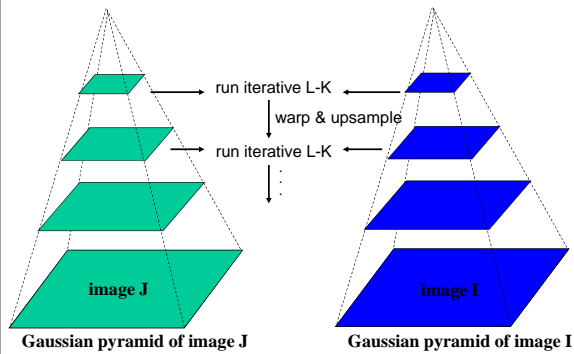 run iterative L-K
warp & upsample
run iterative L-K
.
.
.
image J
image I
Gaussian pyramid of image J
Gaussian pyramid of image I